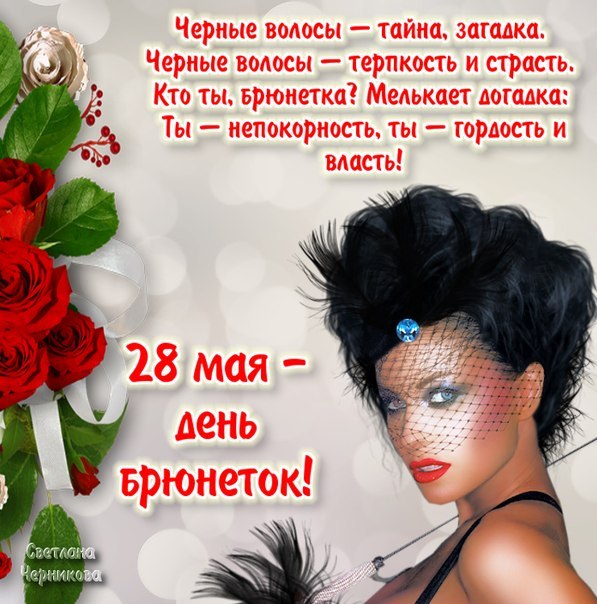 Черные волосы — тайна, загадка.
Черные волосы — терпкость и страсть.
Кто ты, брюнетка? Мелькает догадка:
Ты — непокорность, ты — гордость и
власть!
28 мая –
день
брюнеток!
Светлана
Черникова